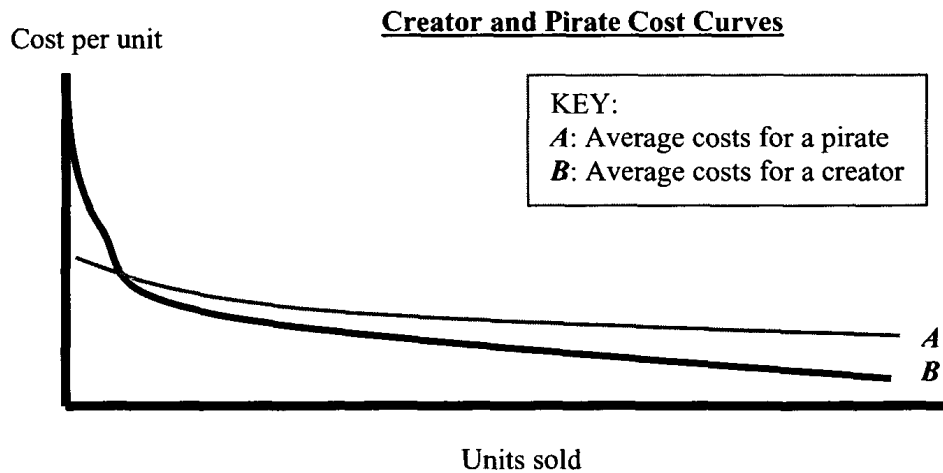 Creator and Pirate Cost Curves
Cost per unit
KEY:
A: Average costs for a pirate
B: Average costs for a creator
A
B
Units sold